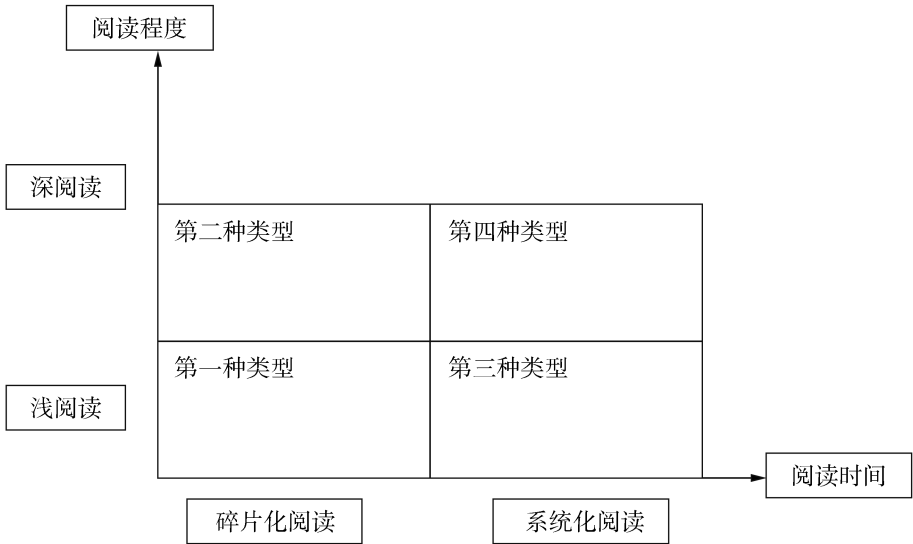 阅读程度
深阅读
第二种类型
第四种类型
第一种类型
第三种类型
浅阅读
阅读时间
碎片化阅读
系统化阅读